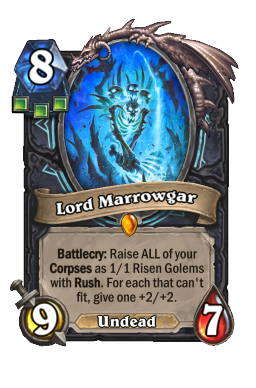 8
Lord Marrowgar
Battlecry: Raise ALL of your
Corpses as 1/1 Risen Golems
with Rush. For each that can't
fit, give one +2/+2.
9
Undead
7